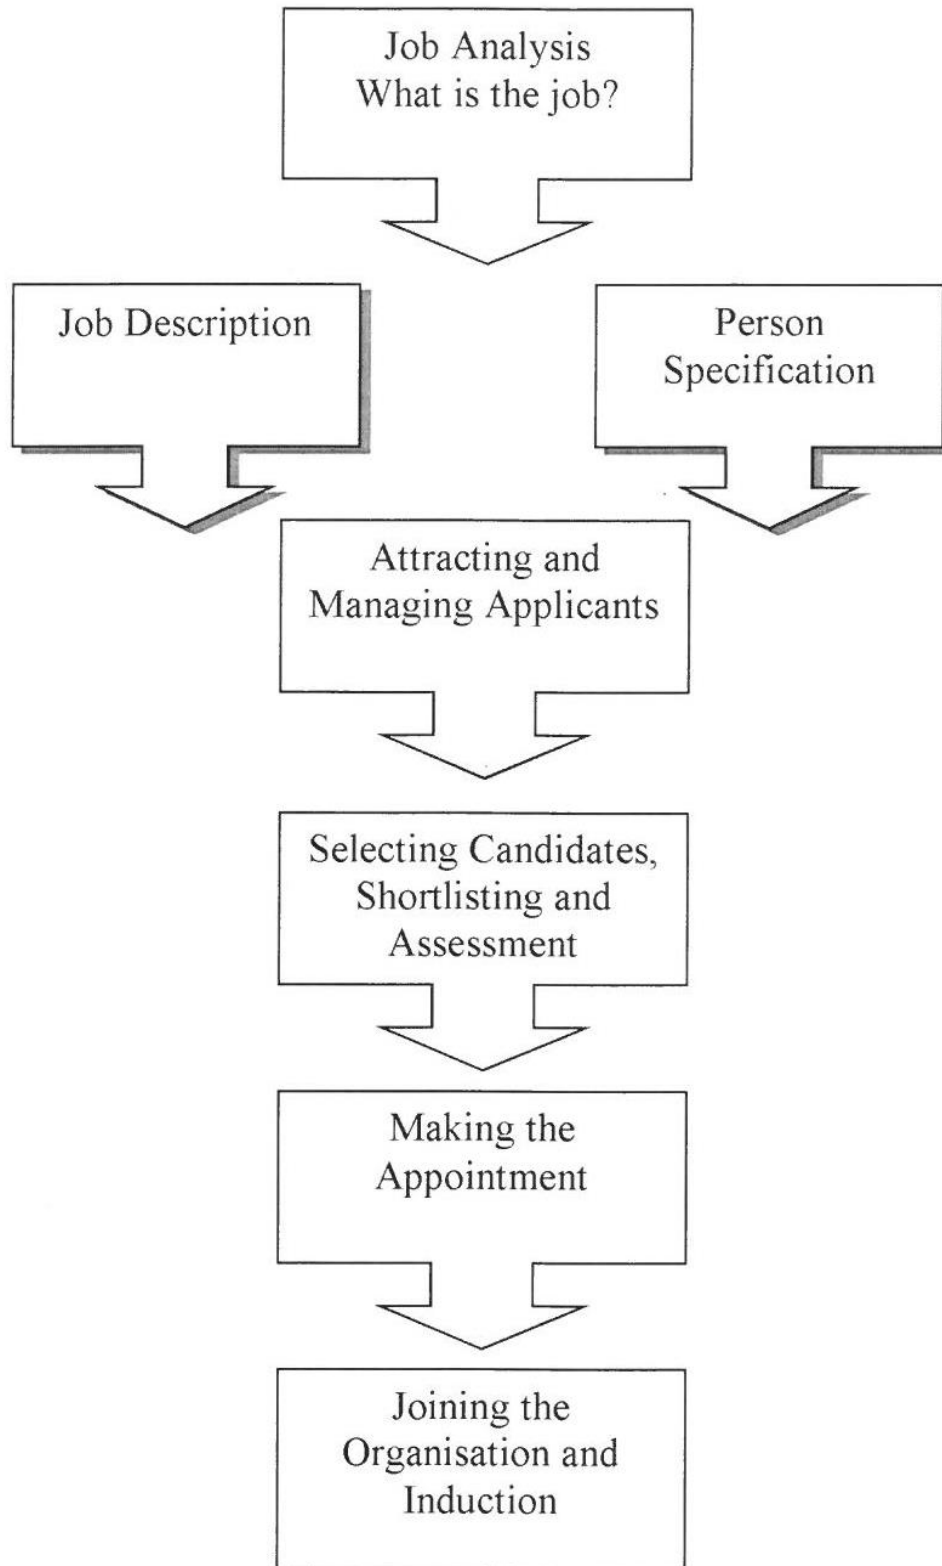 Job Analysis
What is the job?
Job Description
Person
Specification
Attracting and
Managing Applicants
Selecting Candidates,
Shortlisting and
Assessment
Making the
Appointment
Joining the
Organisation and
Induction